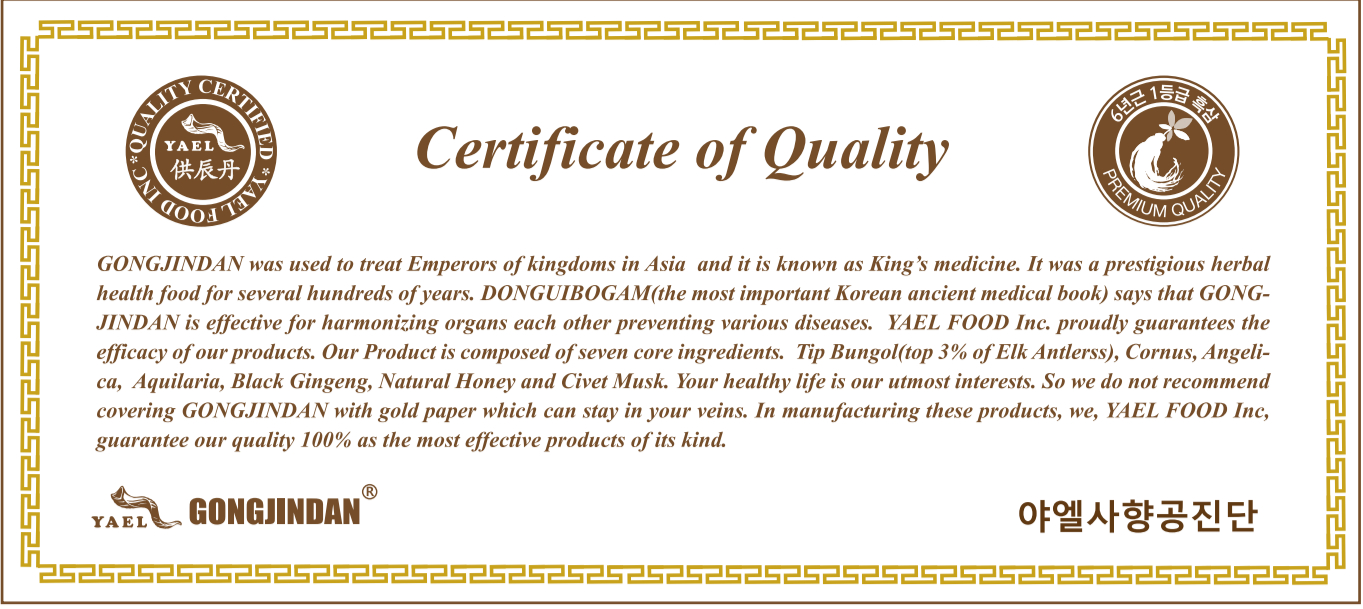 *QUALITY CERTIFIED*YAEL FOOD INC
YAEL
供辰丹
Certificate of Quality
6년근 1등급 흑삼
PREMIUM QUALITY
GONGJINDAN was used to treat Emperors of kingdoms in Asia  and it is known as King’s medicine. It was a prestigious herbal
health food for several hundreds of years. DONGUIBOGAM(the most important Korean ancient medical book) says that GONG-
JINDAN is effective for harmonizing organs each other preventing various diseases.  YAEL FOOD Inc. proudly guarantees the
efficacy of our products. Our Product is composed of seven core ingredients.  Tip Bungol(top 3% of Elk Antlerss), Cornus, Angeli-
ca,  Aquilaria, Black Gingeng, Natural Honey and Civet Musk. Your healthy life is our utmost interests. So we do not recommend
covering GONGJINDAN with gold paper which can stay in your veins. In manufacturing these products, we, YAEL FOOD Inc,
guarantee our quality 100% as the most effective products of its kind.
YAEL GONGJINDAN®
야엘사향공진단